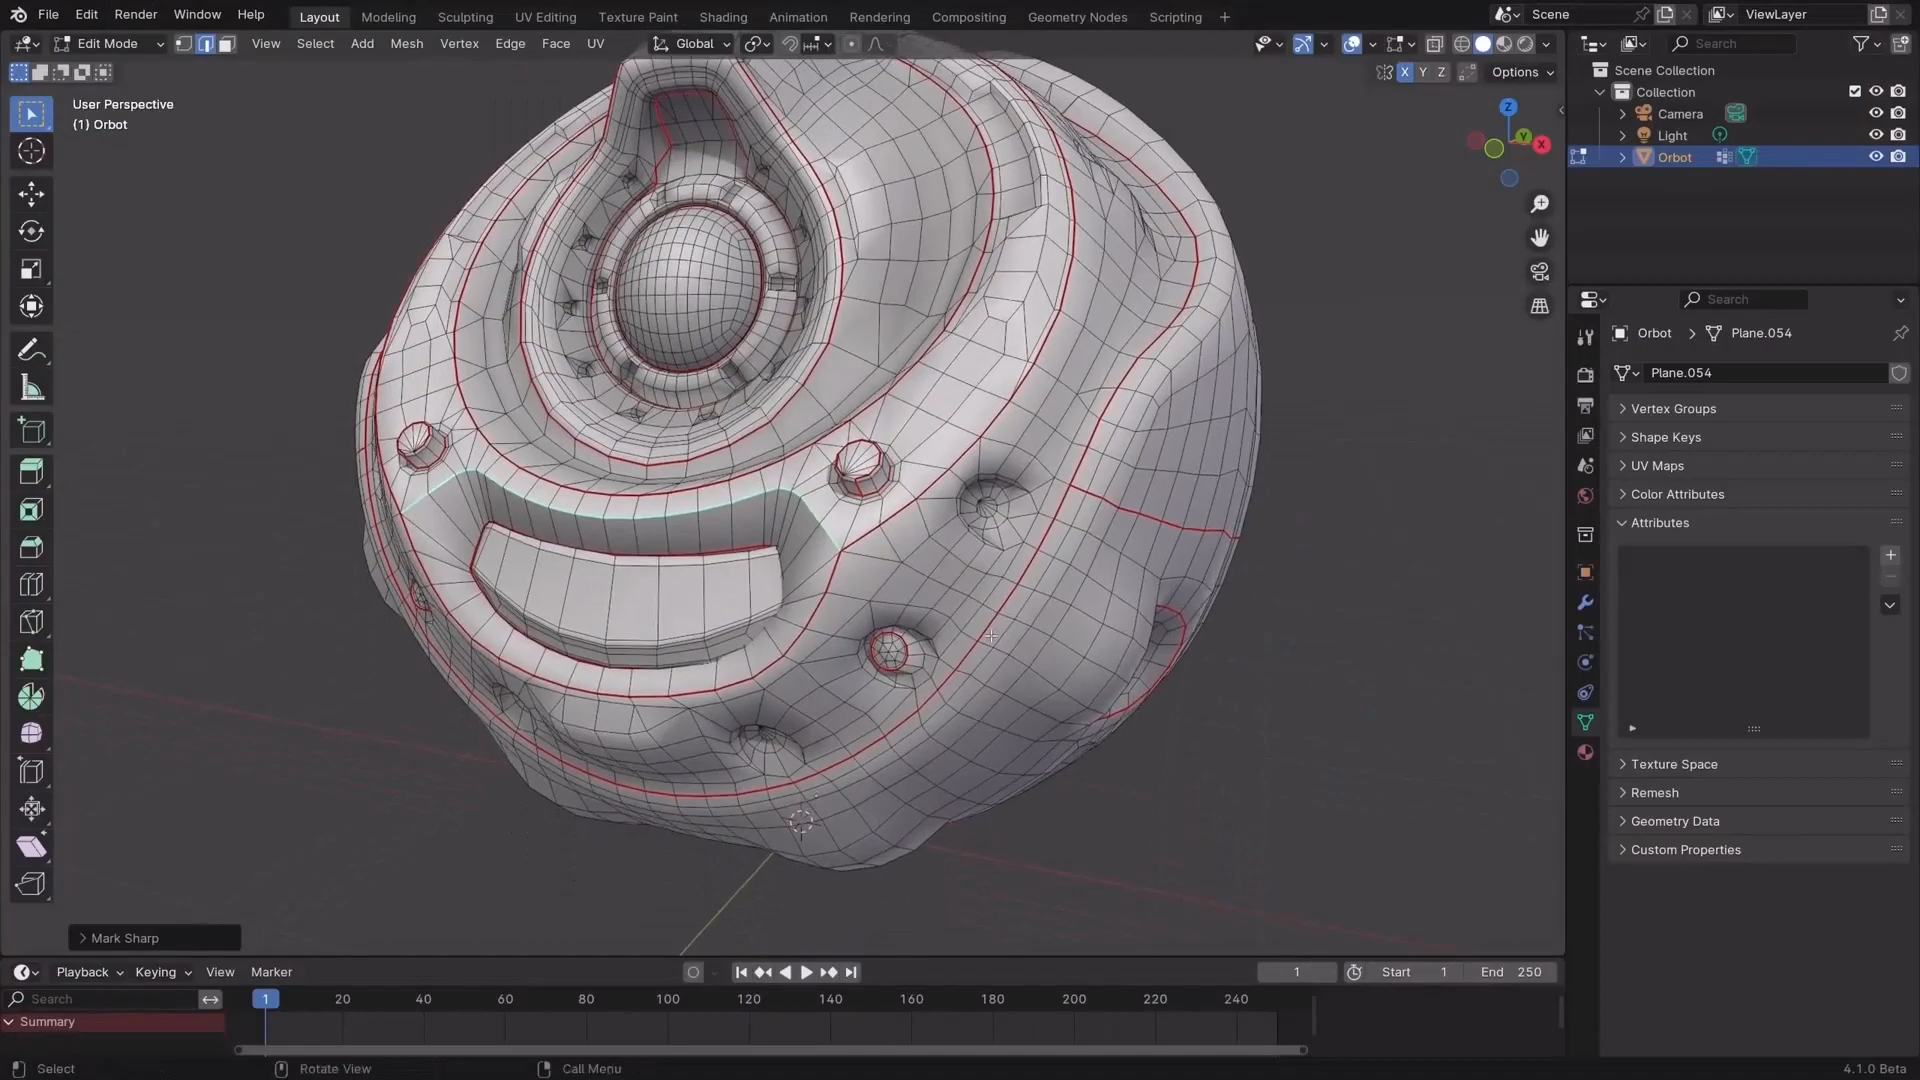 File Edit Render Window Help Layout Modeling Sculpting UV Editing Texture Paint Shading Animation Rendering Compositing Geometry Nodes Scripting + Scene ViewLayer
Edit Mode View Select Add Mesh Vertex Edge Face UV Global Search
X Y Z Options
User Perspective
(1) Orbot
Z
Y
X
Scene Collection
Collection
Camera
Light
Orbot
Search
Orbot Plane.054
Plane.054
Vertex Groups
Shape Keys
UV Maps
Color Attributes
Attributes
Texture Space
Remesh
Geometry Data
Custom Properties
Mark Sharp
Playback Keying View Marker 1 Start 1 End 250
Search 1 20 40 60 80 100 120 140 160 180 200 220 240
Summary
Select Rotate View Call Menu 4.1.0 Beta